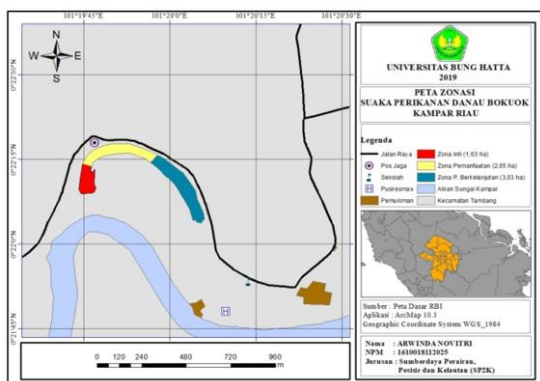 101°19'45"E
101°20'0"E
101°20'15"E
101°20'30"E
N
W
E
S
0°22'30"N
0°22'15"N
0°22'0"N
0°21'45"N
H
0 120 240 480 720 960
m
UNIVERSITAS BUNG HATTA
2019
PETA ZONASI
SUAKA PERIKANAN DANAU BOKUOK
KAMPAR RIAU
Legenda
Jalan Raya
Pos Jaga
Sekolah
H Puskesmas
Pemukiman
Zona Inti (1,63 ha)
Zona Pemanfaatan (2,65 ha)
Zona P. Berkelanjutan (3,83 ha)
Aliran Sungai Kampar
Kecamatan Tambang
Sumber : Peta Dasar RBI
Aplikasi : ArcMap 10.3
Geographic Coordinate System WGS_1984
Nama : ARWINDA NOVITRI
NPM : 1610018112025
Jurusan : Sumberdaya Perairan,
Pesisir dan Kelautan (SP2K)